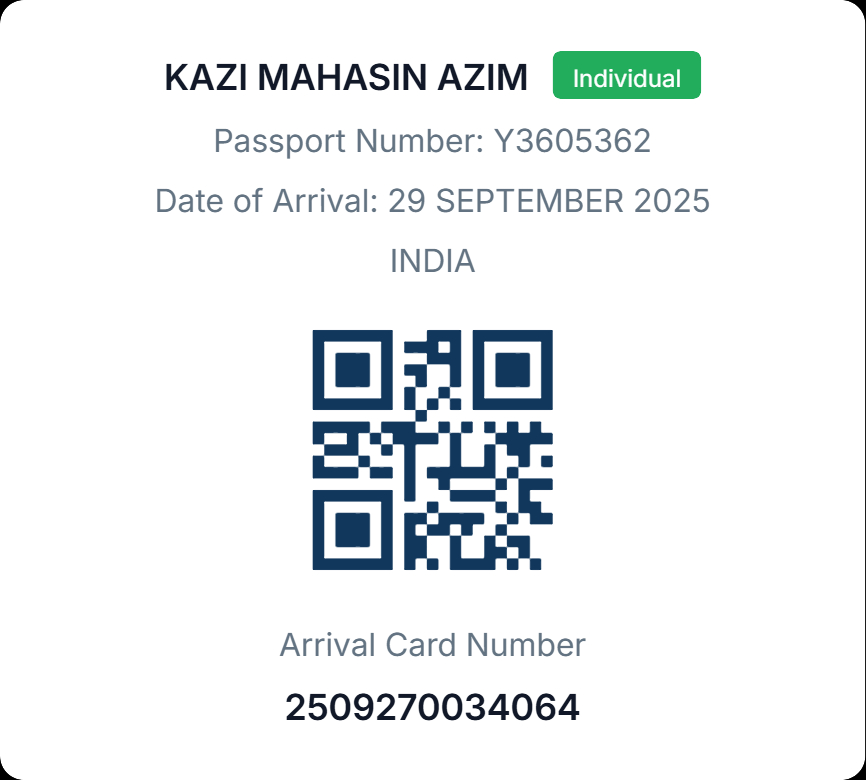 KAZI MAHASIN AZIM Individual
Passport Number: Y3605362
Date of Arrival: 29 SEPTEMBER 2025
INDIA
Arrival Card Number
2509270034064